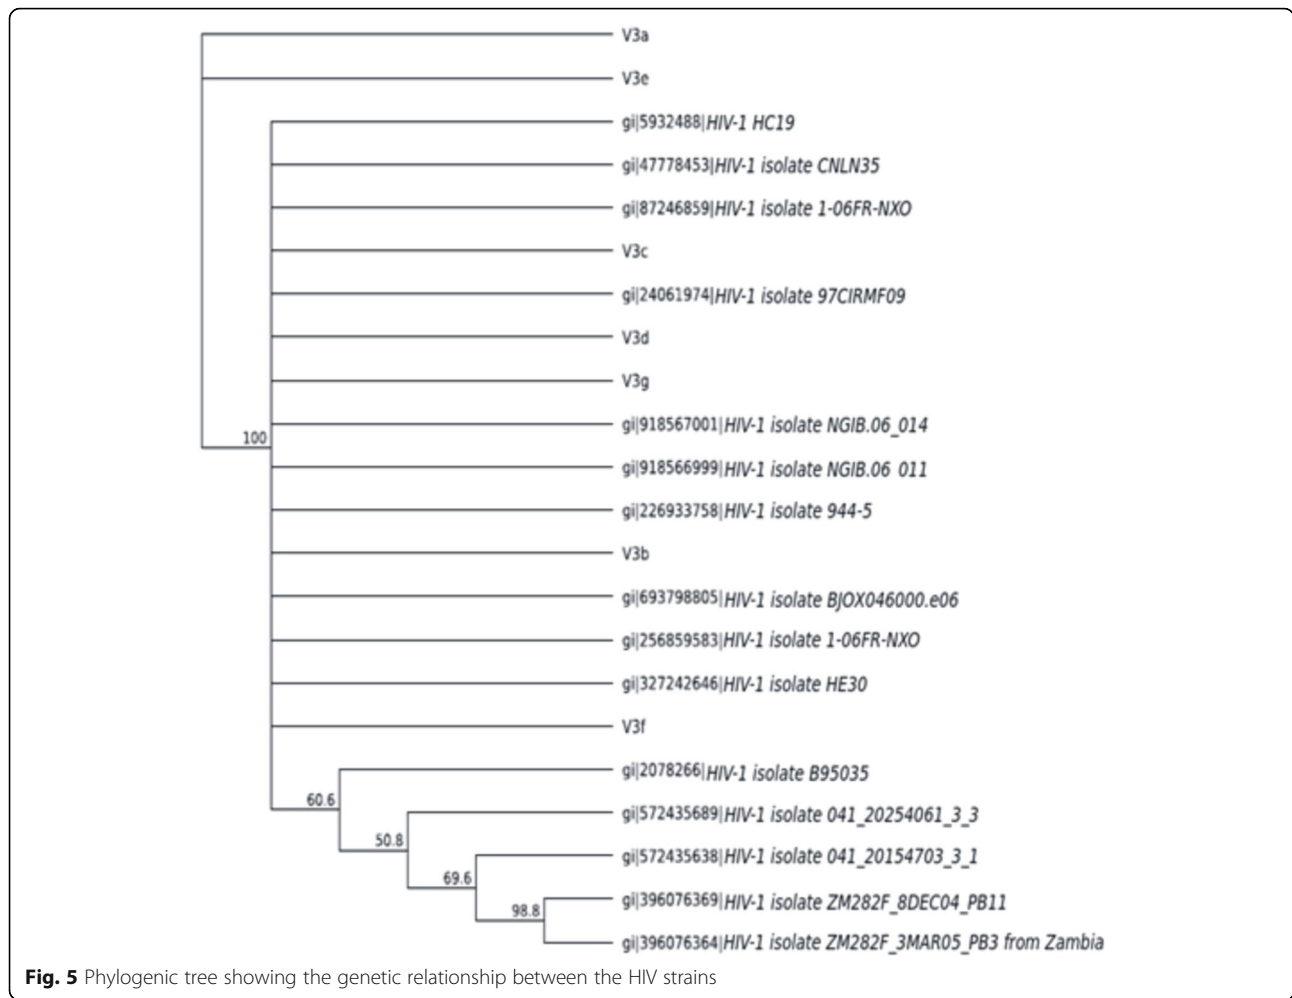 V3a
V3e
gi|5932488|HIV-1 HC19
gi|47778453|HIV-1 isolate CNLN35
gi|87246859|HIV-1 isolate 1-06FR-NXO
V3c
gi|24061974|HIV-1 isolate 97CIRMF09
V3d
V3g
gi|918567001|HIV-1 isolate NGIB.06_014
100
gi|918566999|HIV-1 isolate NGIB.06 011
gi|226933758|HIV-1 isolate 944-5
V3b
gi|693798805|HIV-1 isolate BJOX046000.e06
gi|256859583|HIV-1 isolate 1-06FR-NXO
gi|327242646|HIV-1 isolate HE30
V3f
gi|2078266|HIV-1 isolate B95035
60.6
gi|572435689|HIV-1 isolate 041_20254061_3_3
50.8
gi|572435638|HIV-1 isolate 041_20154703_3_1
69.6
gi|396076369|HIV-1 isolate ZM282F_8DEC04_PB11
98.8
gi|396076364|HIV-1 isolate ZM282F_3MAR05_PB3 from Zambia
Fig. 5 Phylogenic tree showing the genetic relationship between the HIV strains